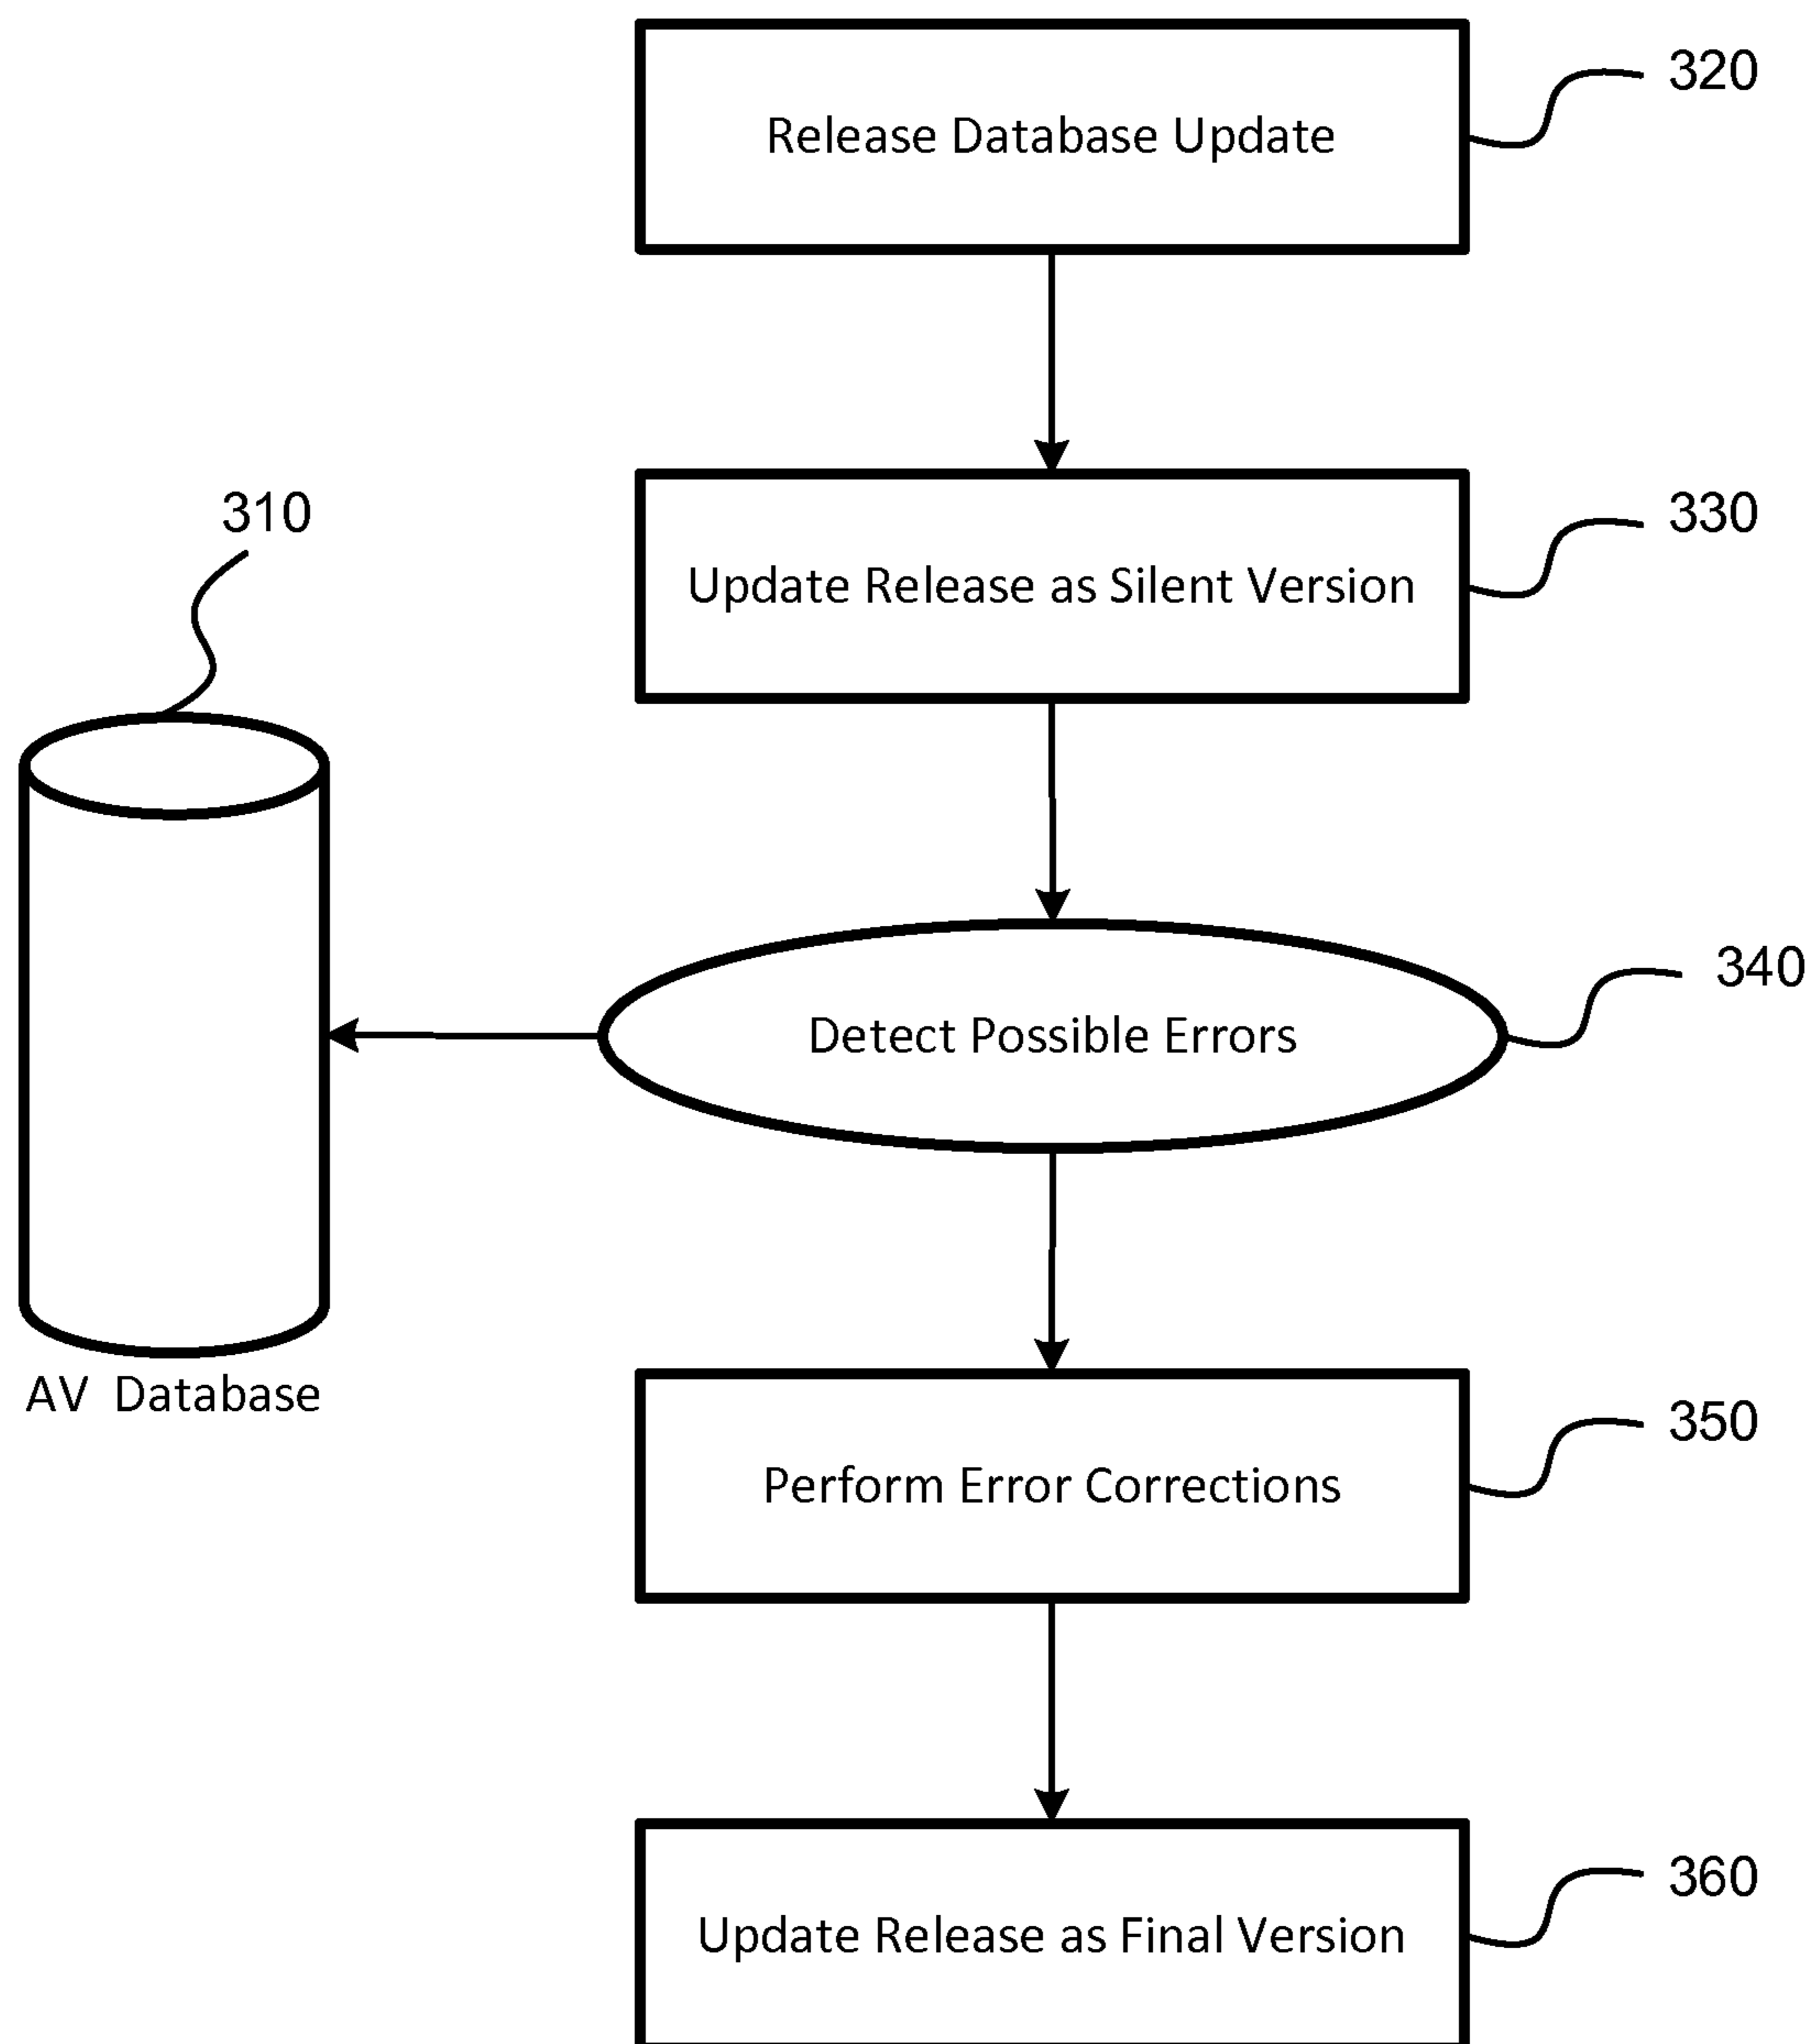 Release Database Update
320
310
Update Release as Silent Version
330
Detect Possible Errors
340
AV Database
Perform Error Corrections
350
Update Release as Final Version
360